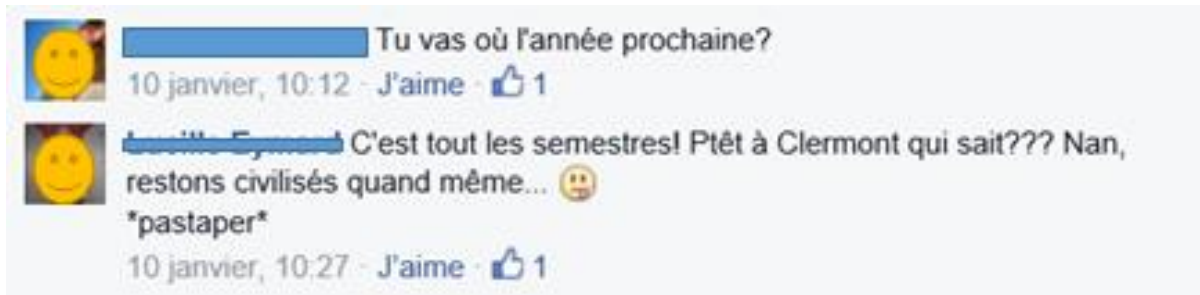 Tu vas où l'année prochaine?
10 janvier, 10:12 · J'aime · 1
C'est tout les semestres! Ptêt à Clermont qui sait??? Nan,
restons civilisés quand même...
*pastaper*
10 janvier, 10:27 · J'aime · 1